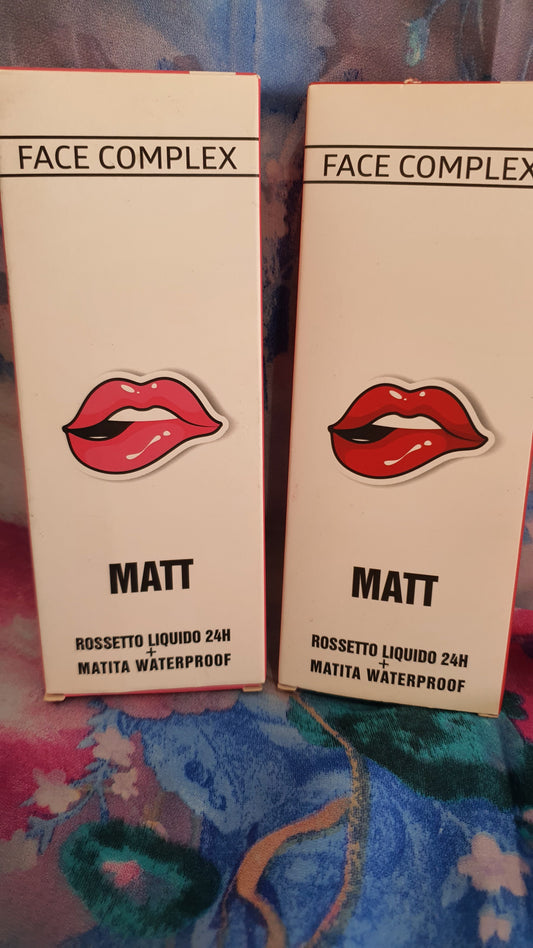 FACE COMPLEX
MATT
ROSSETTO LIQUIDO 24H
+
MATITA WATERPROOF
FACE COMPLEX
MATT
ROSSETTO LIQUIDO 24H
+
MATITA WATERPROOF